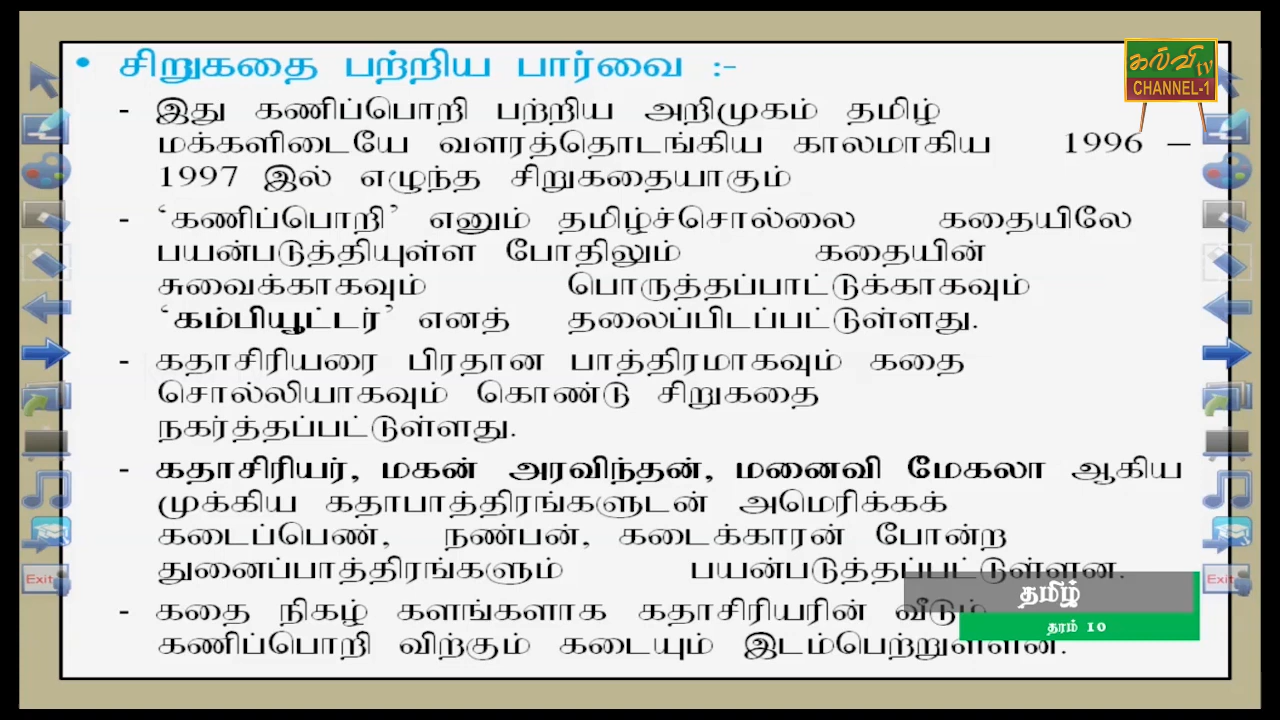 • சிறுகதை பற்றிய பார்வை :-
- இது கணிப்பொறி பற்றிய அறிமுகம் தமிழ்
மக்களிடையே வளரத்தொடங்கிய காலமாகிய 1996 –
1997 இல் எழுந்த சிறுகதையாகும்
- ‘கணிப்பொறி’ எனும் தமிழ்ச்சொல்லை கதையிலே
பயன்படுத்தியுள்ள போதிலும் கதையின்
சுவைக்காகவும் பொருத்தப்பாட்டுக்காகவும்
‘கம்பியூட்டர்’ எனத் தலைப்பிடப்பட்டுள்ளது.
- கதாசிரியரை பிரதான பாத்திரமாகவும் கதை
சொல்லியாகவும் கொண்டு சிறுகதை
நகர்த்தப்பட்டுள்ளது.
- கதாசிரியர், மகன் அரவிந்தன், மனைவி மேகலா ஆகிய
முக்கிய கதாபாத்திரங்களுடன் அமெரிக்கக்
கடைப்பெண், நண்பன், கடைக்காரன் போன்ற
துனைப்பாத்திரங்களும் பயன்படுத்தப்பட்டுள்ளன.
- கதை நிகழ் களங்களாக கதாசிரியரின் வீடும்
கணிப்பொறி விற்கும் கடையும் இடம்பெற்றுள்ளன.
கல்வி tv
CHANNEL-1
தமிழ்
தரம் 10
Exit
Exit